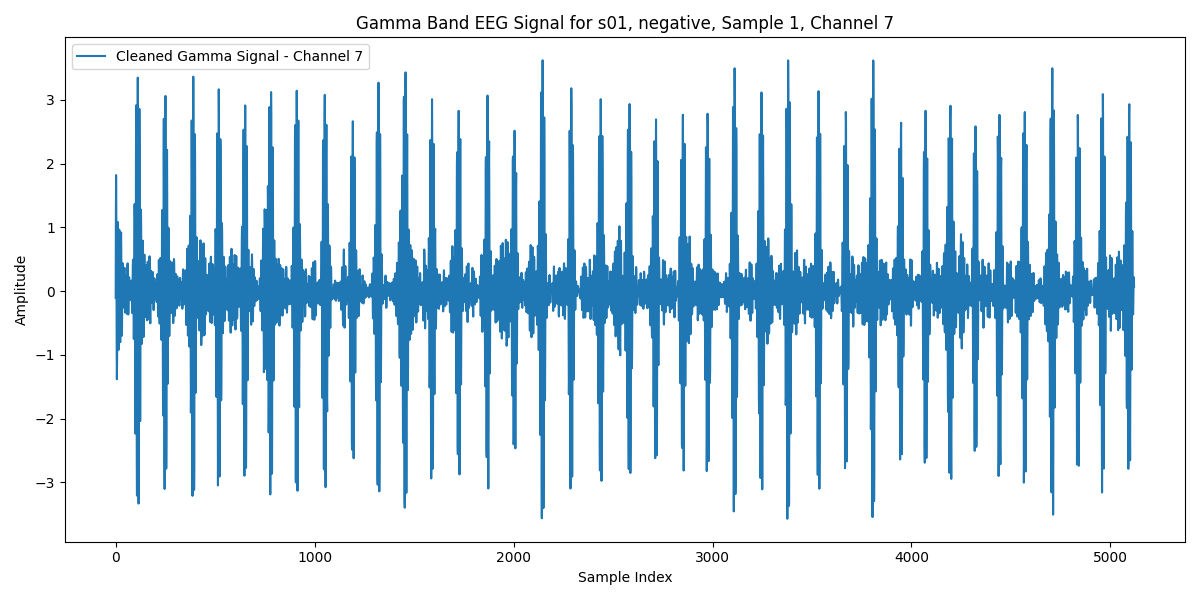 Gamma Band EEG Signal for s01, negative, Sample 1, Channel 7
Cleaned Gamma Signal - Channel 7
Amplitude
3
2
1
0
−1
−2
−3
0 1000 2000 3000 4000 5000
Sample Index